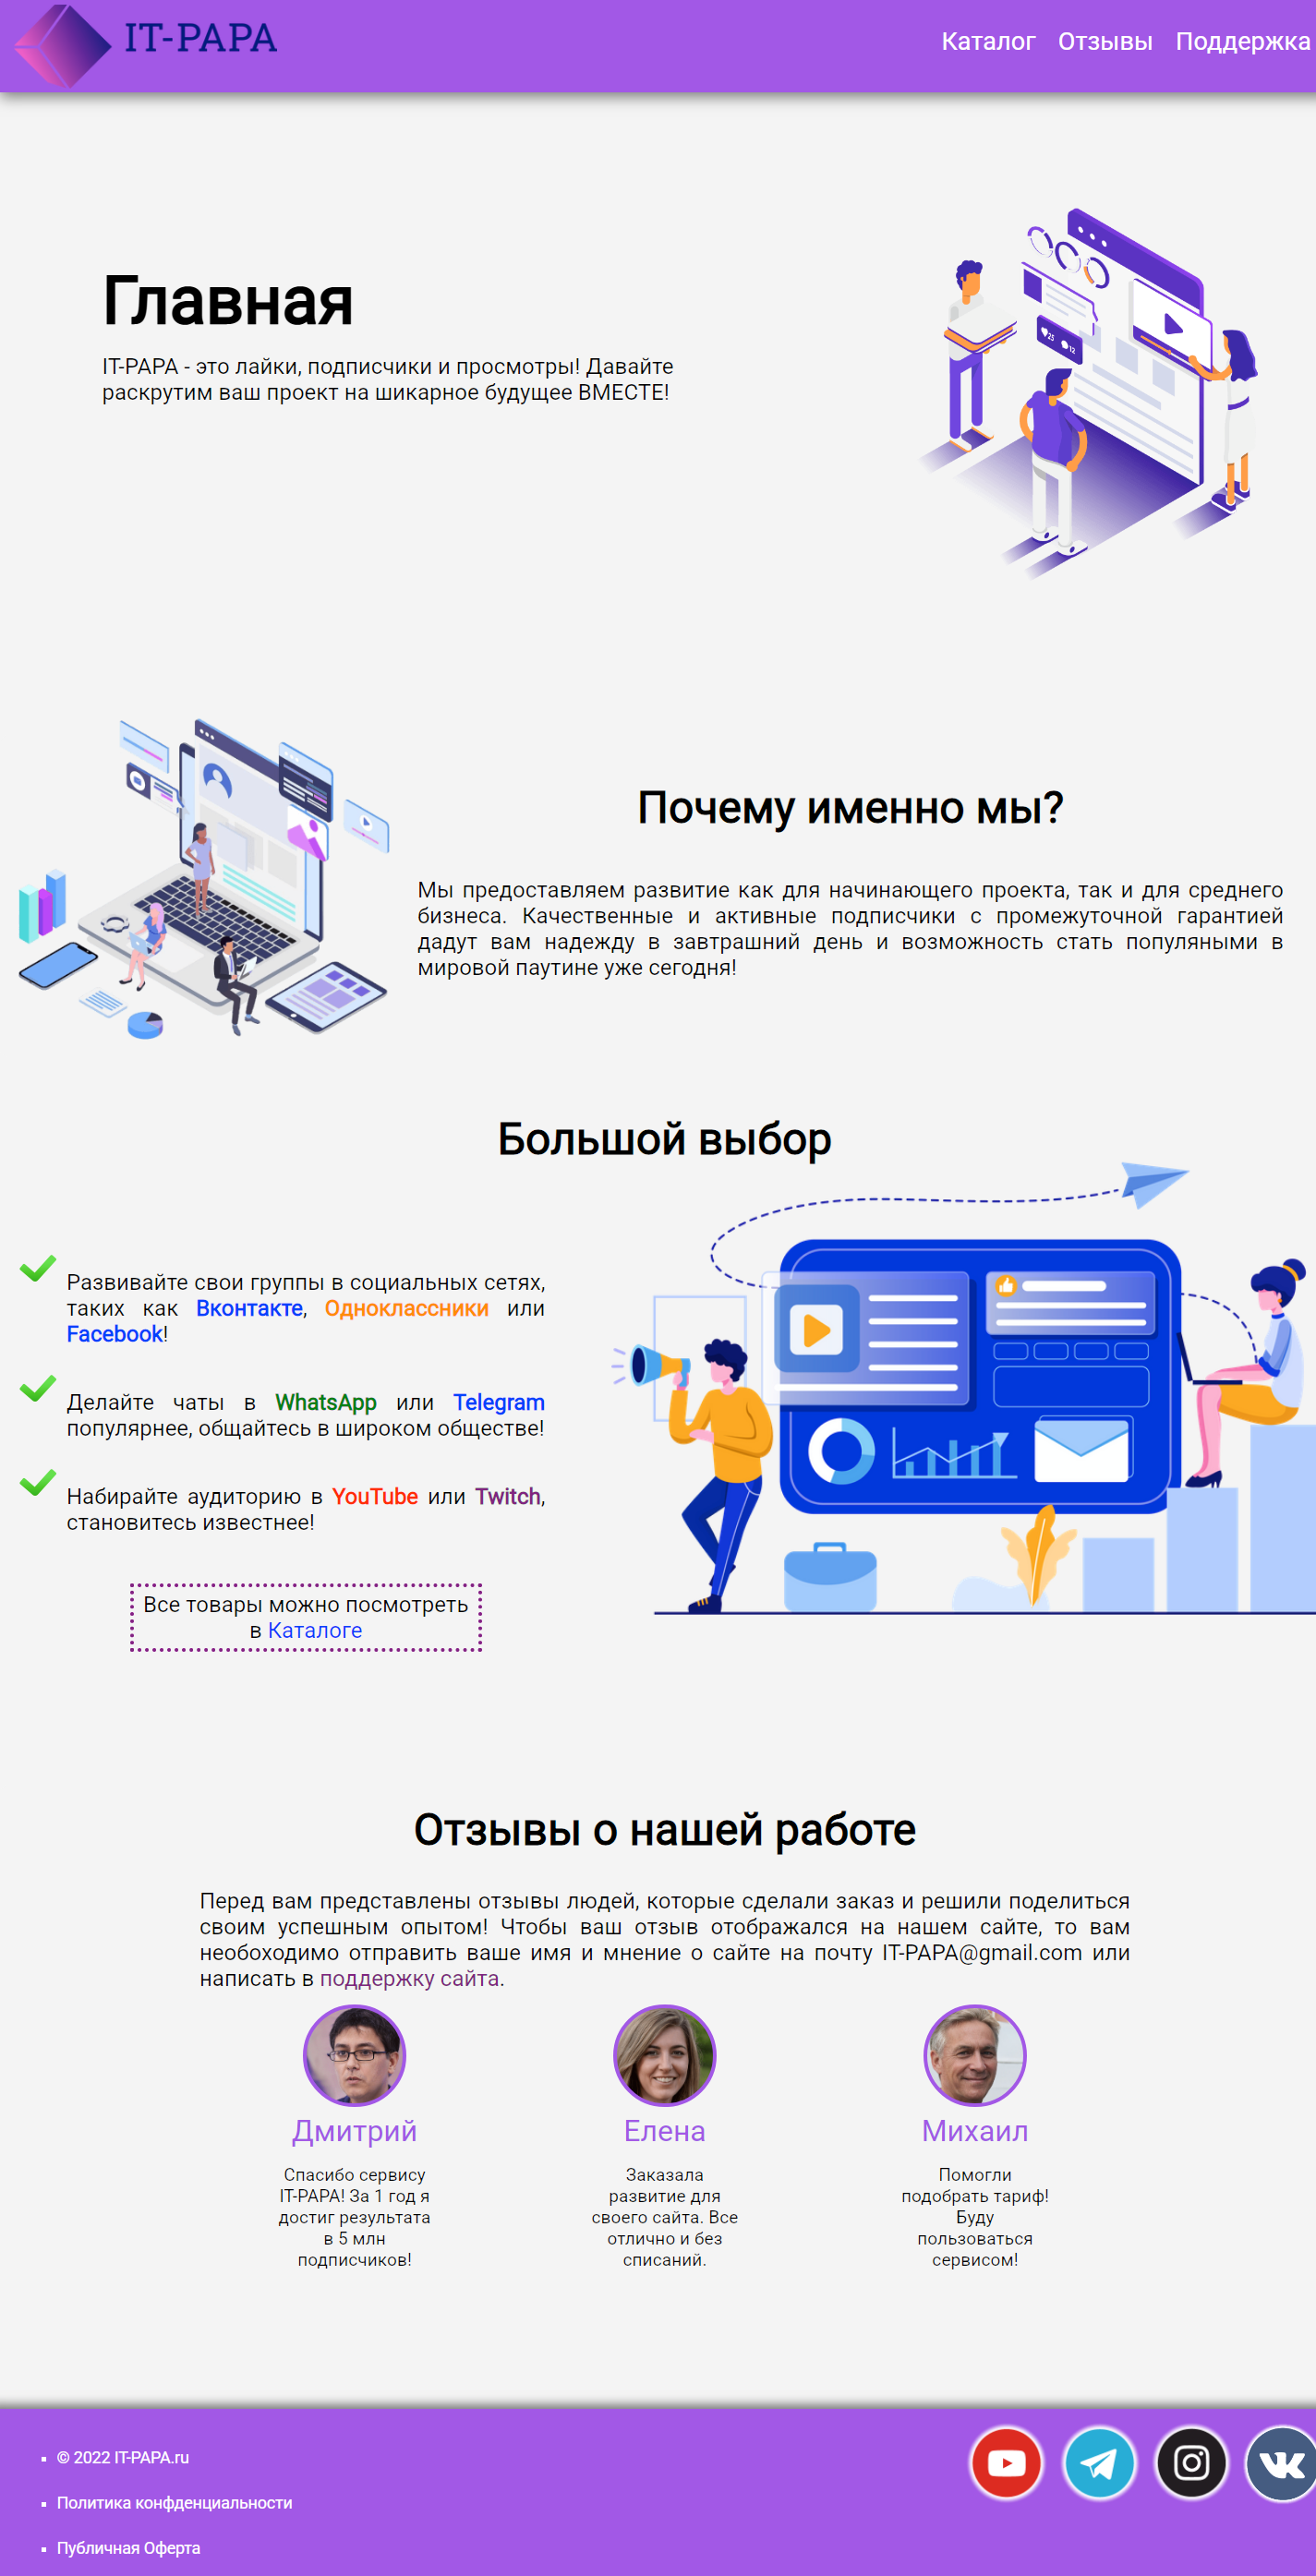 IT-PAPA
Каталог Отзывы Поддержка
Главная
IT-PAPA - это лайки, подписчики и просмотры! Давайте
раскрутим ваш проект на шикарное будущее ВМЕСТЕ!
25
12
Почему именно мы?
Мы предоставляем развитие как для начинающего проекта, так и для среднего
бизнеса. Качественные и активные подписчики с промежуточной гарантией
дадут вам надежду в завтрашний день и возможность стать популяными в
мировой паутине уже сегодня!
Большой выбор
Развивайте свои группы в социальных сетях,
таких как Вконтакте, Одноклассники или
Facebook!
Делайте чаты в WhatsApp или Telegram
популярнее, общайтесь в широком обществе!
Набирайте аудиторию в YouTube или Twitch,
становитесь известнее!
Все товары можно посмотреть
в Каталоге
Отзывы о нашей работе
Перед вам представлены отзывы людей, которые сделали заказ и решили поделиться
своим успешным опытом! Чтобы ваш отзыв отображался на нашем сайте, то вам
необоходимо отправить ваше имя и мнение о сайте на почту IT-PAPA@gmail.com или
написать в поддержку сайта.
Дмитрий
Спасибо сервису
IT-PAPA! За 1 год я
достиг результата
в 5 млн
подписчиков!
Елена
Заказала
развитие для
своего сайта. Все
отлично и без
списаний.
Михаил
Помогли
подобрать тариф!
Буду
пользоваться
сервисом!
© 2022 IT-PAPA.ru
Политика конфденциальности
Публичная Оферта